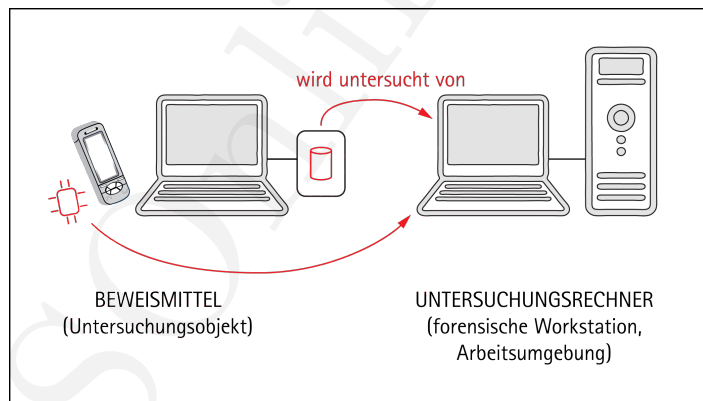 wird untersucht von
BEWEISMITTEL
(Untersuchungsobjekt)
UNTERSUCHUNGSRECHNER
(forensische Workstation,
Arbeitsumgebung)